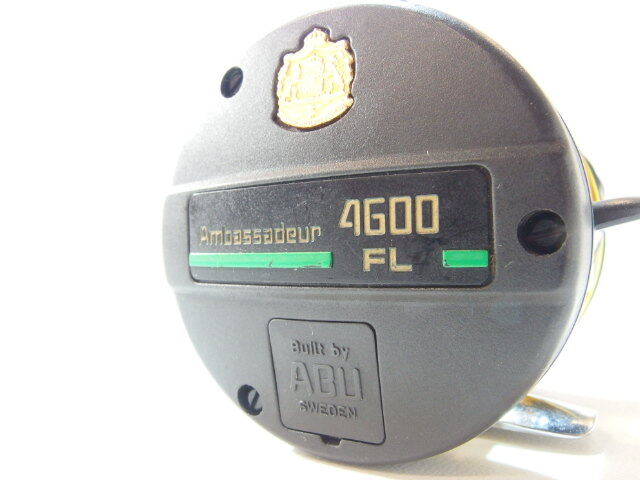 Ambassadeur 4600
FL
Built by
ABU
SWEDEN